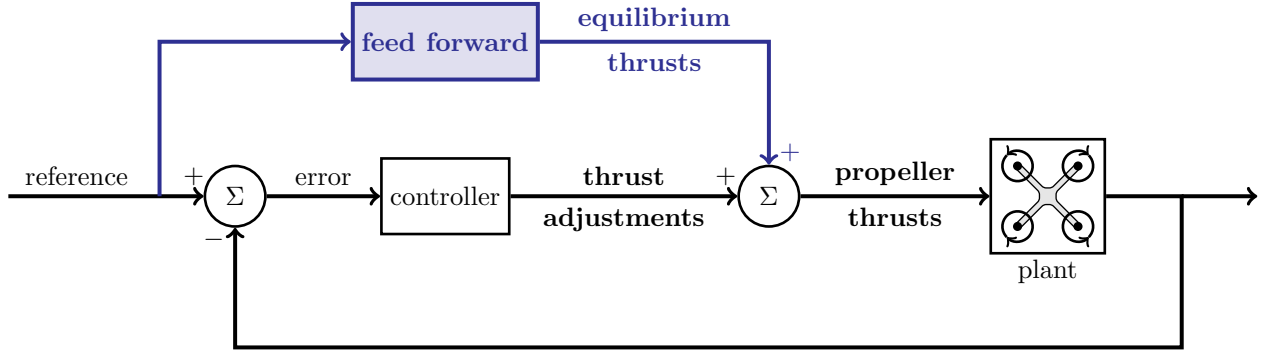 equilibrium
feed forward
thrusts
+
reference
+
Σ
error
controller
thrust
adjustments
+
Σ
propeller
thrusts
−
plant